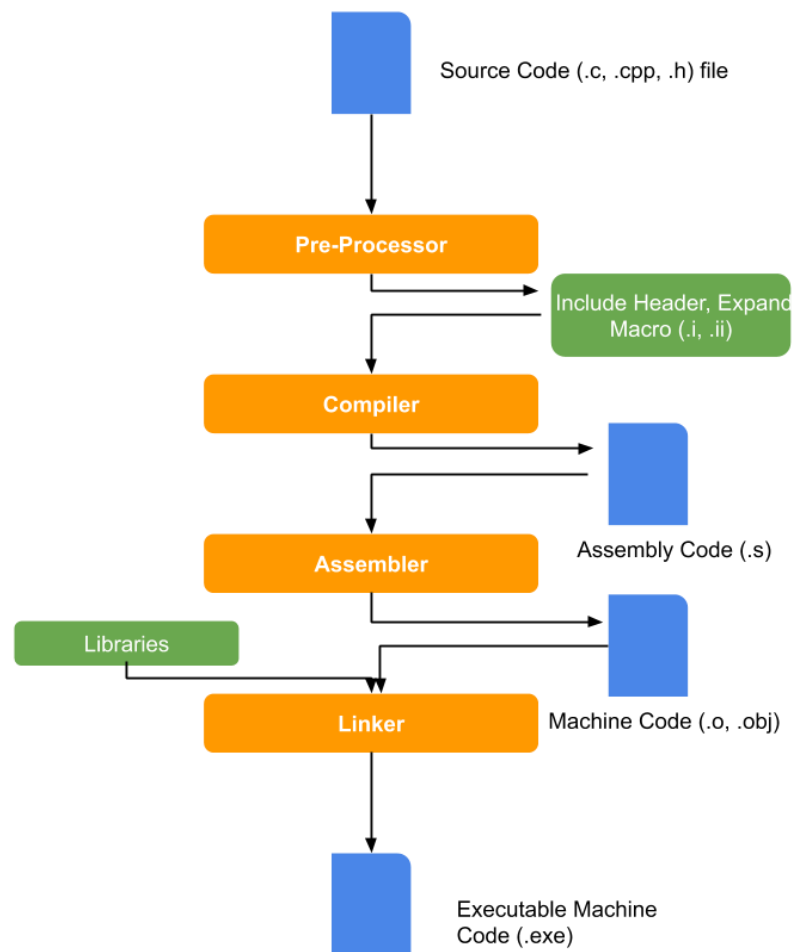 Source Code (.c, .cpp, .h) file
Pre-Processor
Include Header, Expand
Macro (.i, .ii)
Compiler
Assembly Code (.s)
Assembler
Libraries
Machine Code (.o, .obj)
Linker
Executable Machine
Code (.exe)